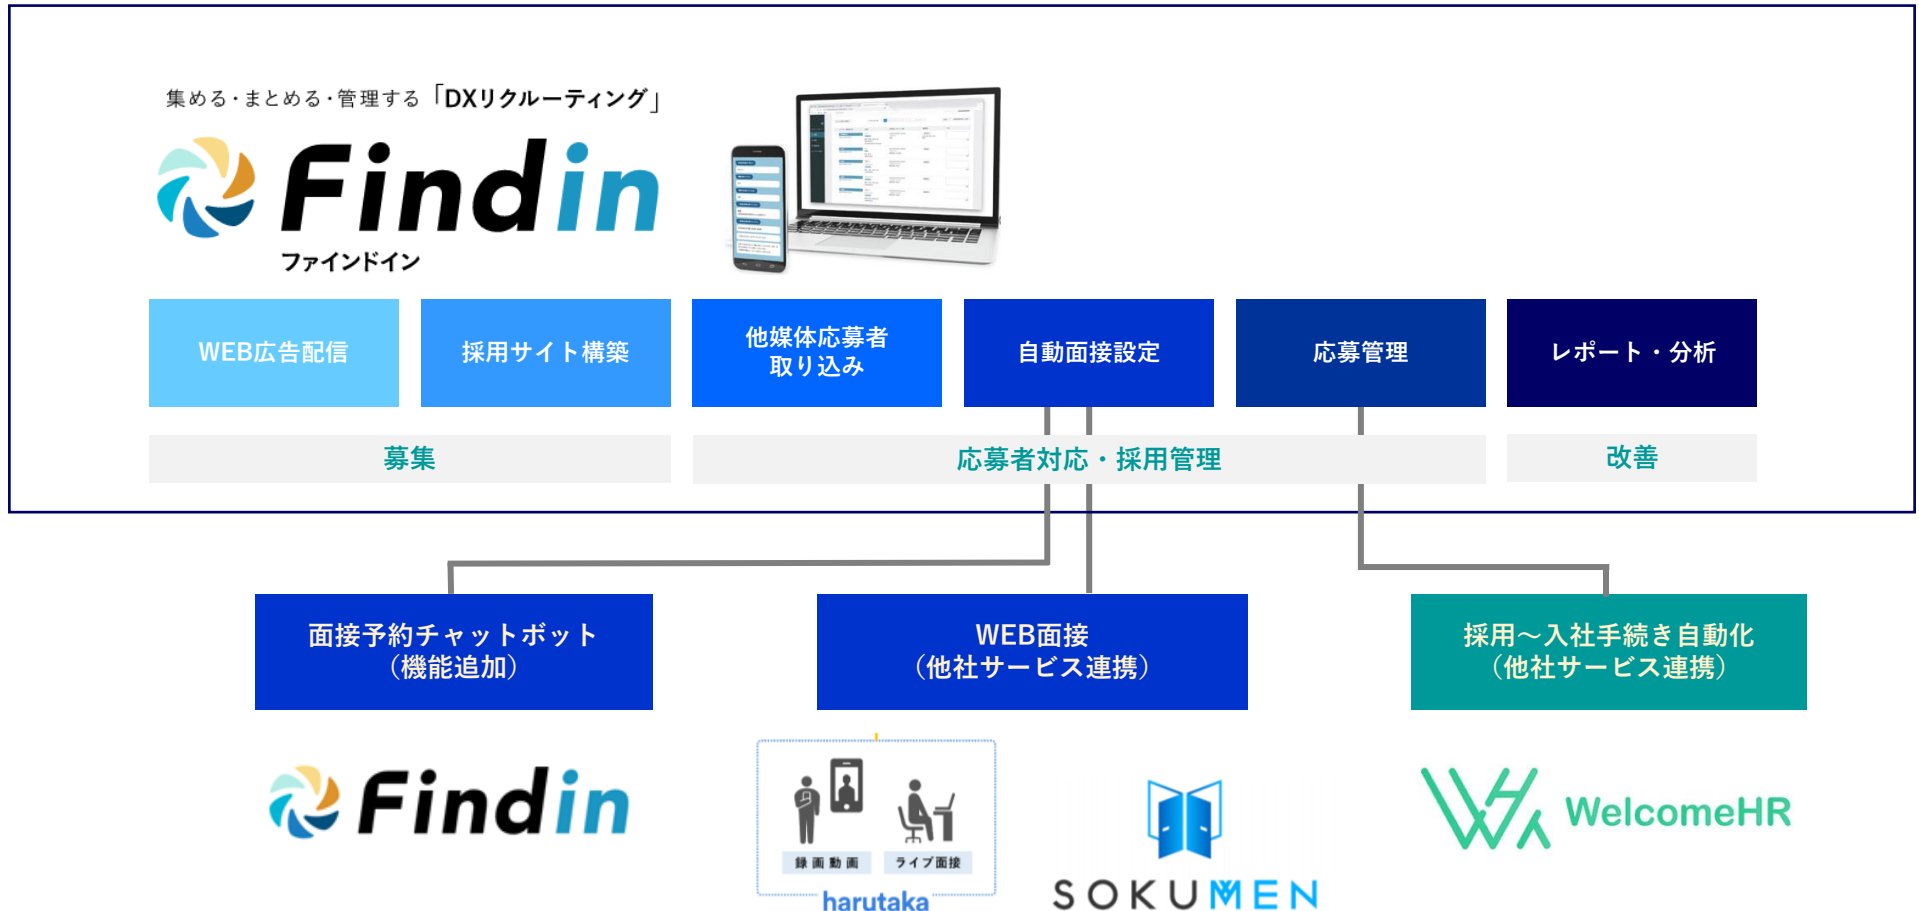 集める・まとめる・管理する「DXリクルーティング」
Findin
ファインドイン
WEB広告配信
採用サイト構築
他媒体応募者
取り込み
自動面接設定
応募管理
レポート・分析
募集
応募者対応・採用管理
改善
面接予約チャットボット
（機能追加）
WEB面接
（他社サービス連携）
採用～入社手続き自動化
（他社サービス連携）
Findin
録画動画
ライブ面接
harutaka
SOKUMEN
WelcomeHR